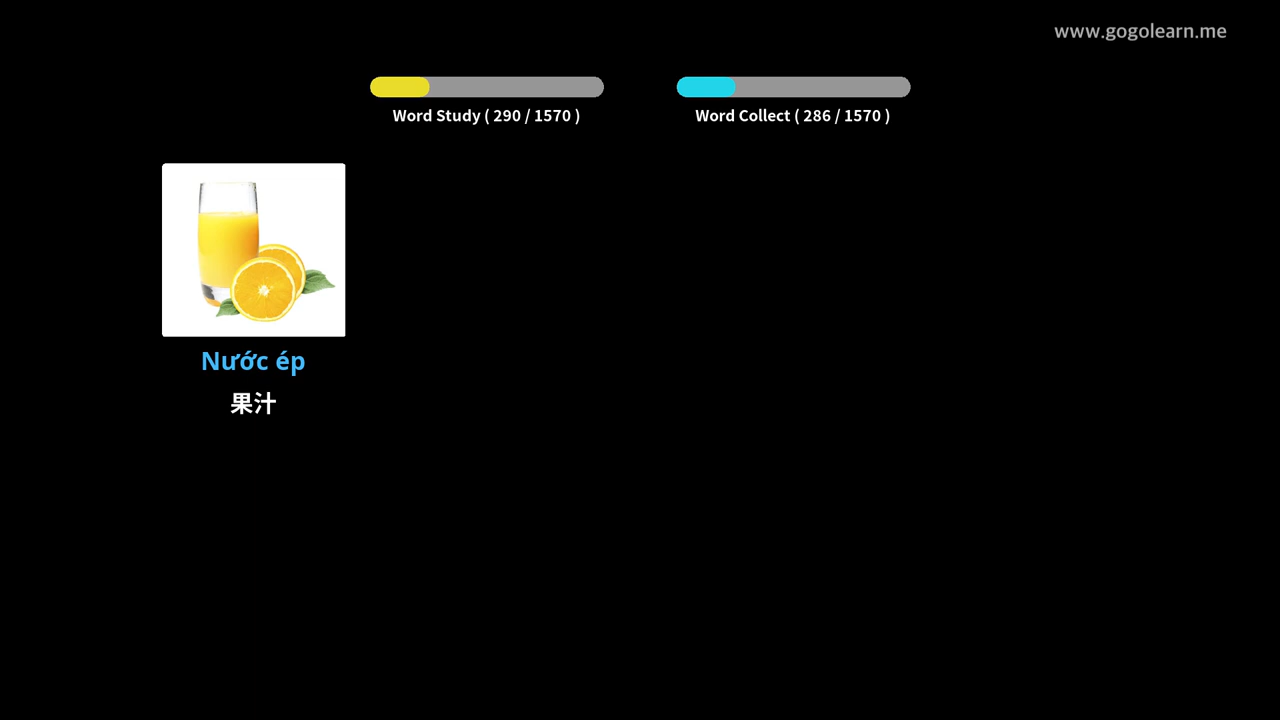 www.gogolearn.me
Word Study ( 290 / 1570 )
Word Collect ( 286 / 1570 )
Nước ép
果汁